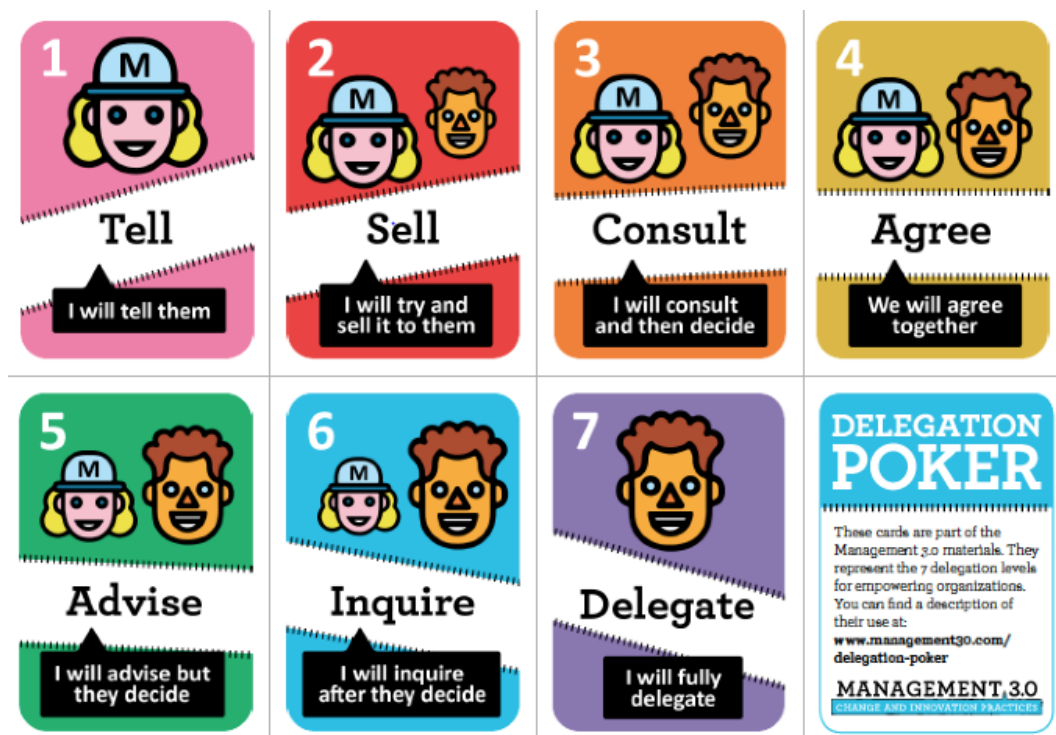 1
M
Tell
I will tell them
2
M
Sell
I will try and
sell it to them
3
M
Consult
I will consult
and then decide
4
M
Agree
We will agree
together
5
M
Advise
I will advise but
they decide
6
M
Inquire
I will inquire
after they decide
7
Delegate
I will fully
delegate
DELEGATION
POKER
These cards are part of the
Management 3.0 materials. They
represent the 7 delegation levels
for empowering organizations.
You can find a description of
their use at:
www.management30.com/
delegation-poker
MANAGEMENT 3.0
CHANGE AND INNOVATION PRACTICES